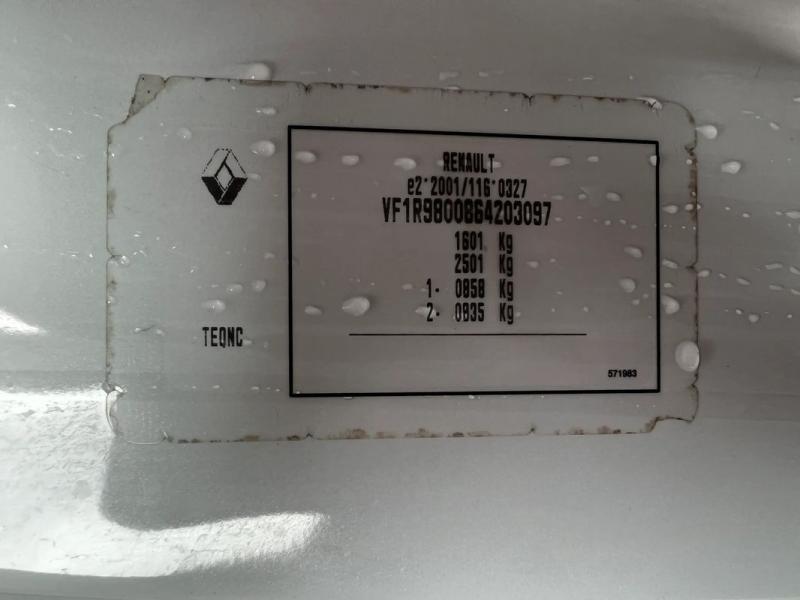 RENAULT
e2*2001/116*0327
VF1R9800864203097
1601 Kg
2501 Kg
1- 0858 Kg
2- 0835 Kg
TEQNC
571983